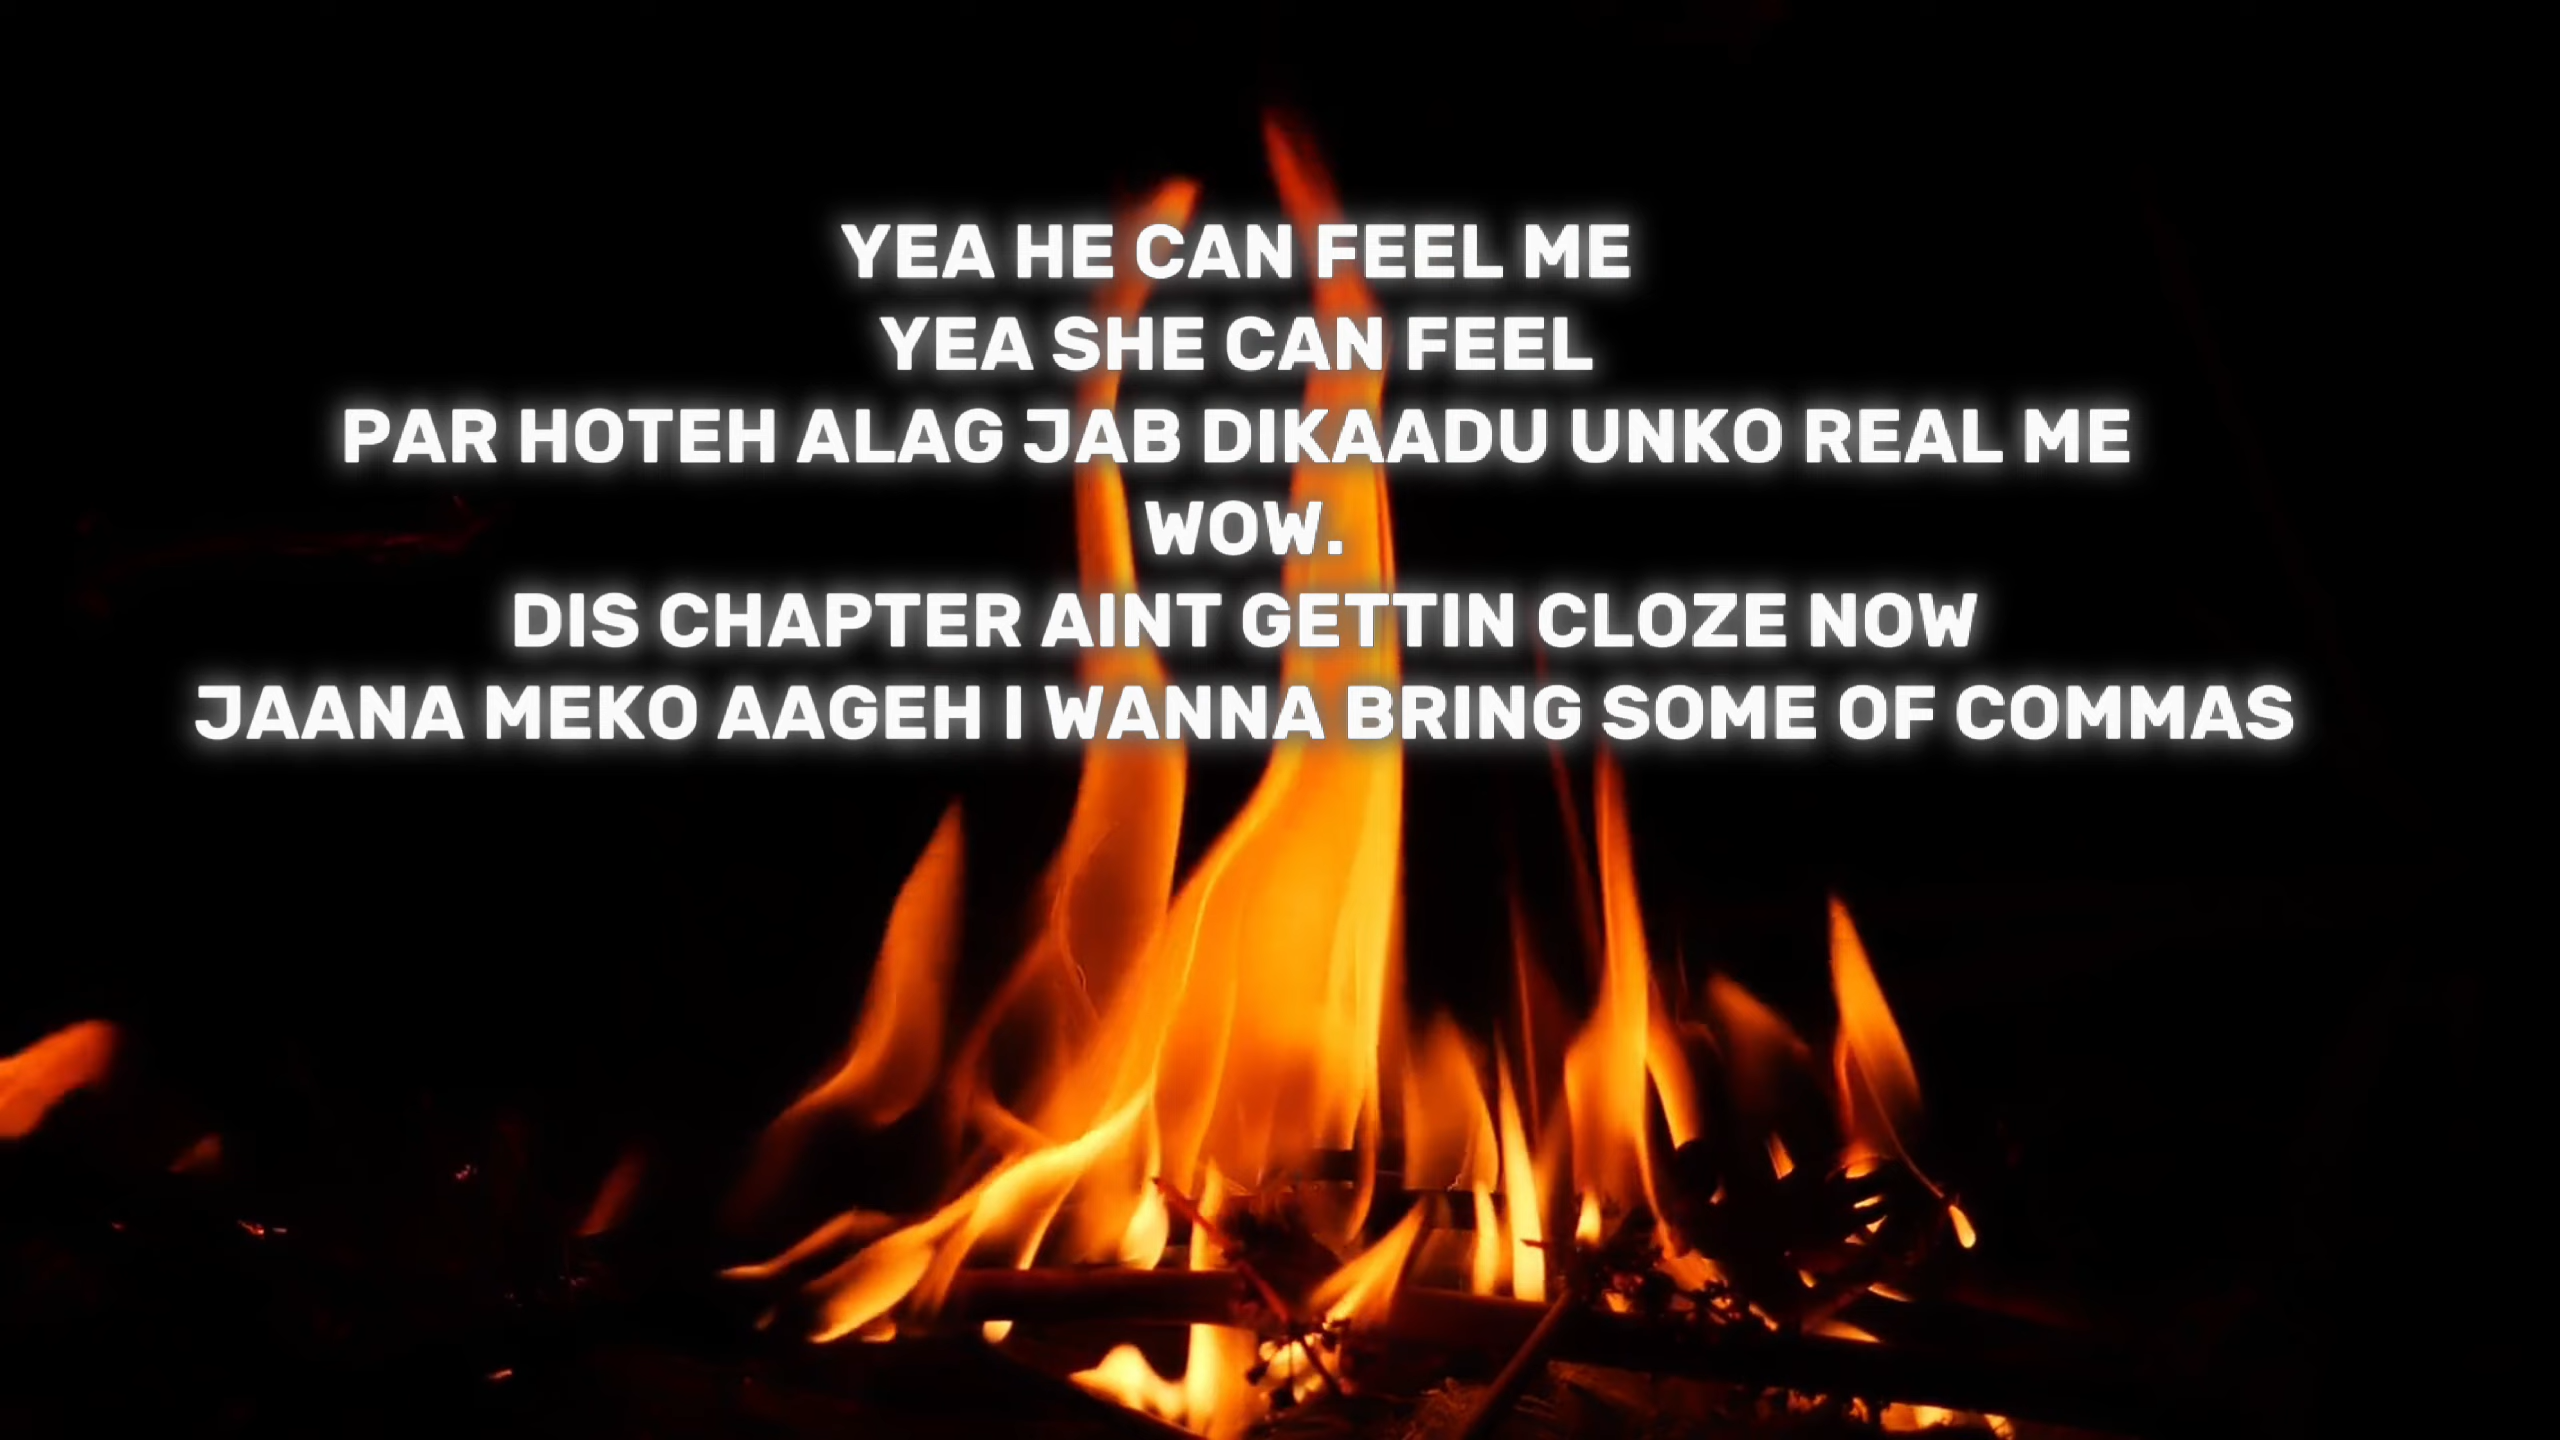 YEA HE CAN FEEL ME
YEA SHE CAN FEEL
PAR HOTEH ALAG JAB DIKAADU UNKO REAL ME
WOW.
DIS CHAPTER AINT GETTIN CLOZE NOW
JAANA MEKO AAGEH I WANNA BRING SOME OF COMMAS